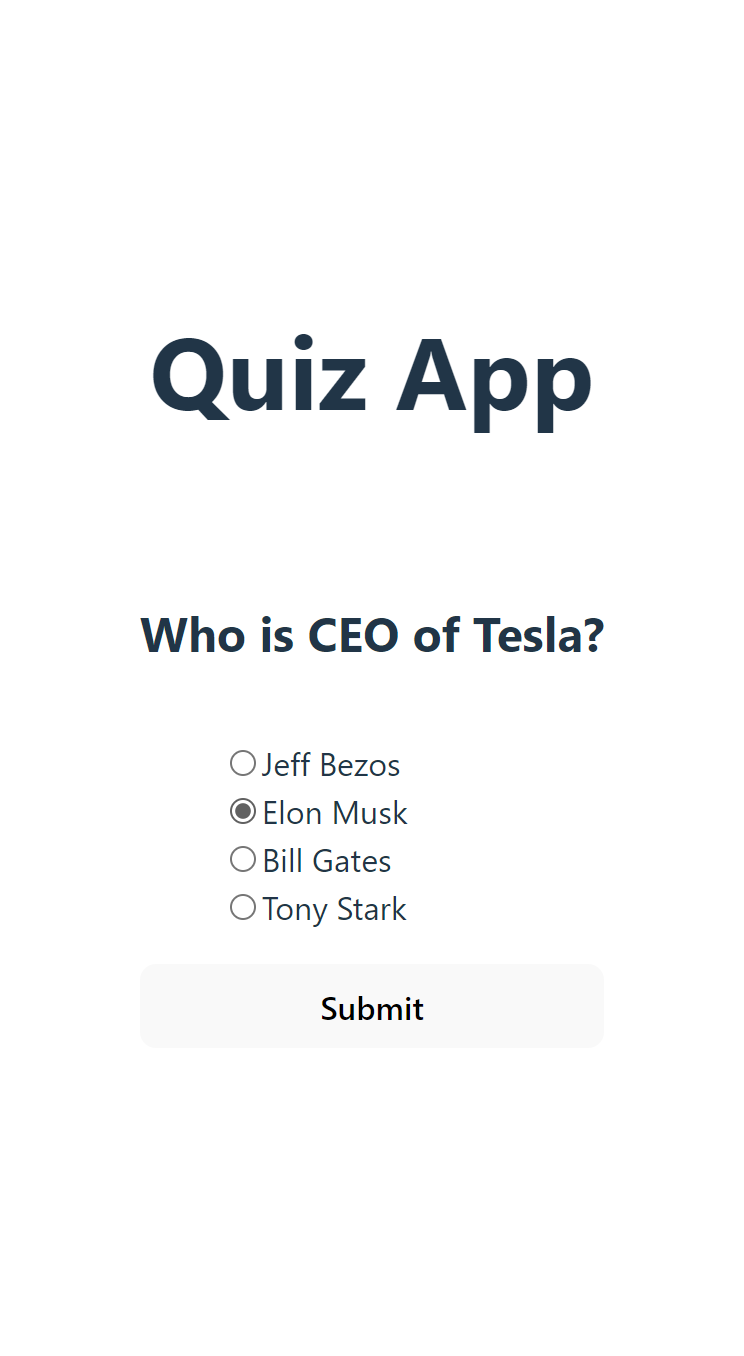 Quiz App
Who is CEO of Tesla?
Jeff Bezos
Elon Musk
Bill Gates
Tony Stark
Submit